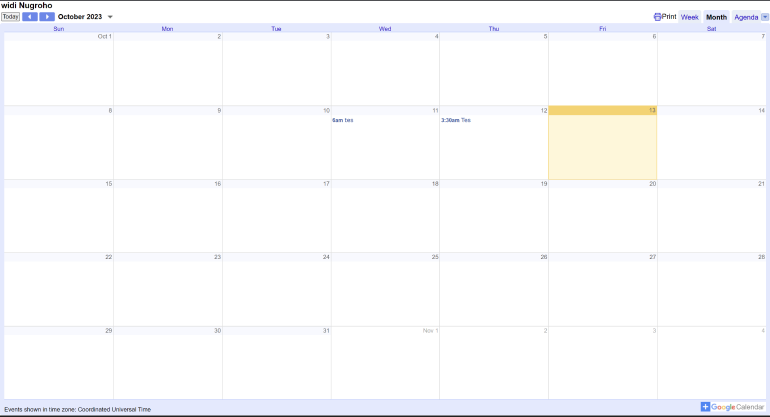 widi Nugroho
Today October 2023 Print Week Month Agenda
Sun Mon Tue Wed Thu Fri Sat
Oct 1 2 3 4 5 6 7
8 9 10 11 12 13 14
6am tes 3:30am Tes
15 16 17 18 19 20 21
22 23 24 25 26 27 28
29 30 31 Nov 1 2 3 4
Events shown in time zone: Coordinated Universal Time
Google Calendar